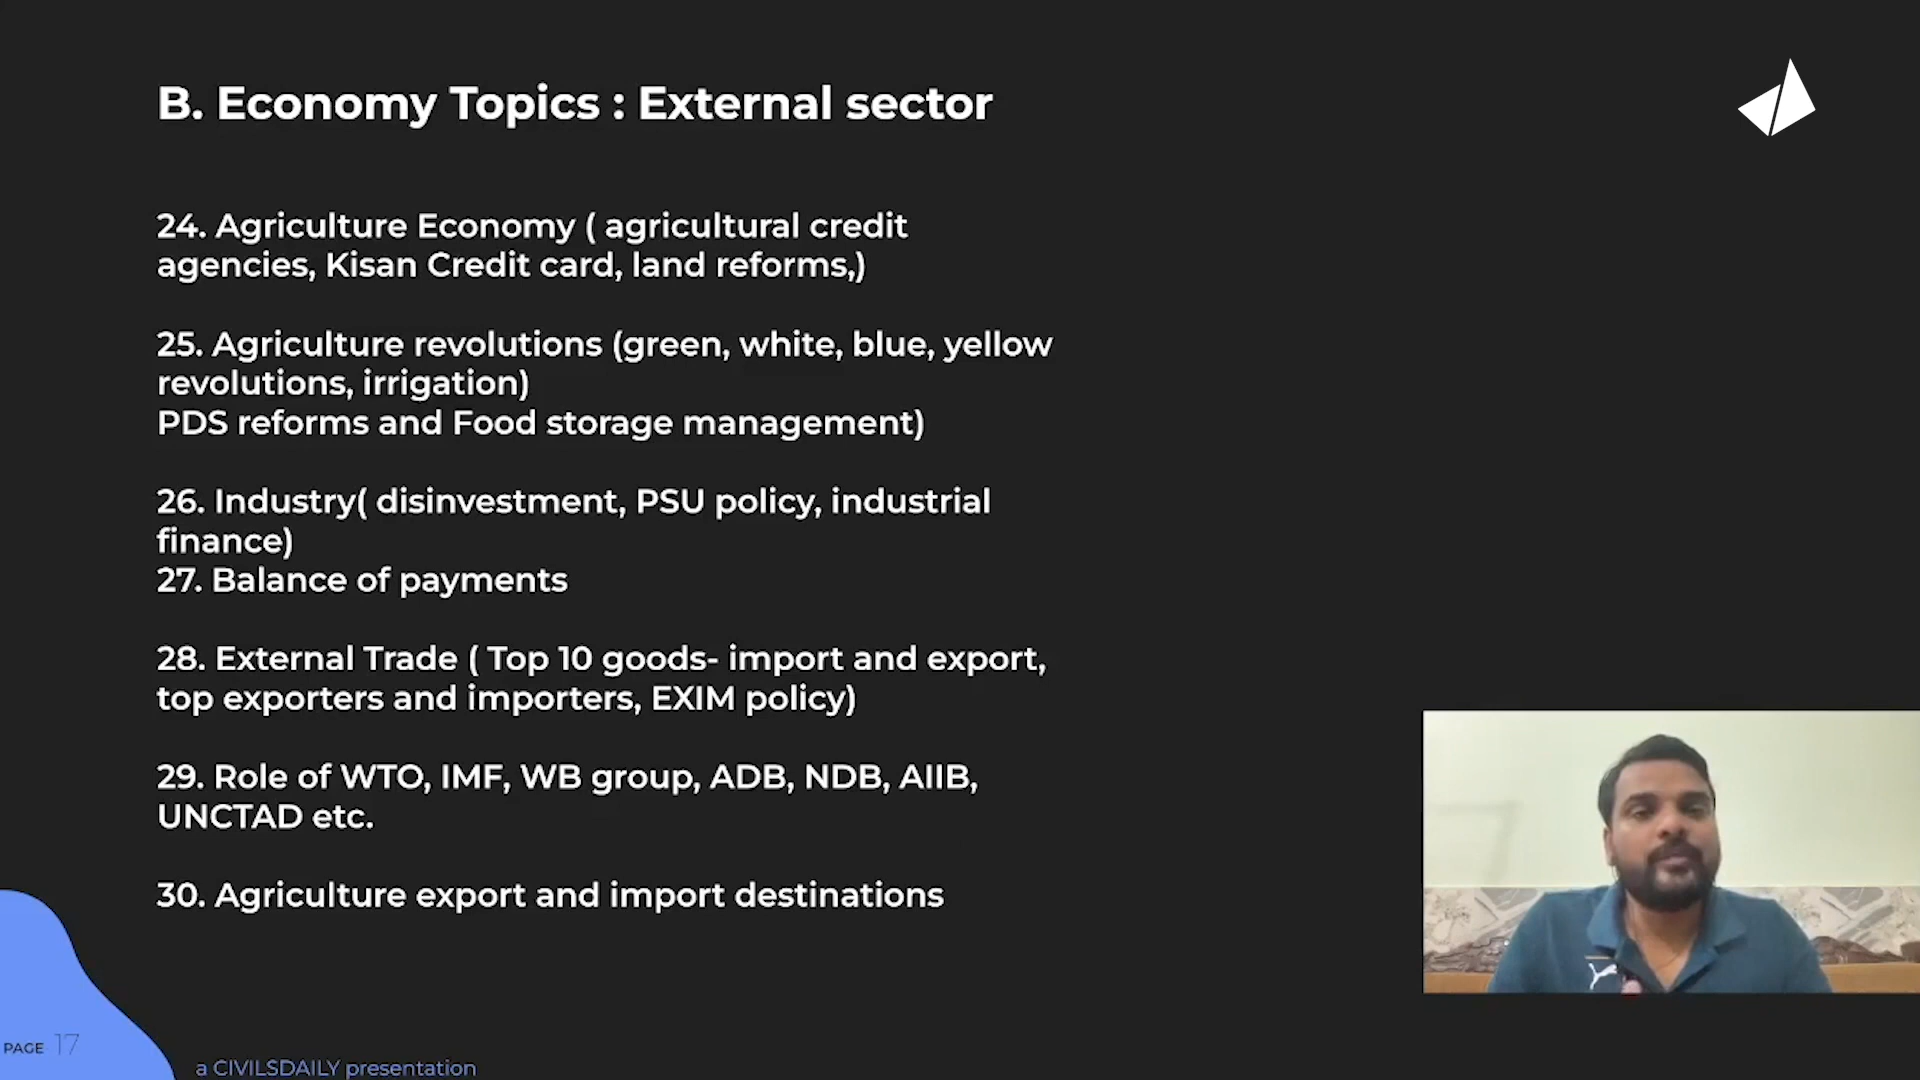 B. Economy Topics : External sector
24. Agriculture Economy ( agricultural credit
agencies, Kisan Credit card, land reforms,)
25. Agriculture revolutions (green, white, blue, yellow
revolutions, irrigation)
PDS reforms and Food storage management)
26. Industry( disinvestment, PSU policy, industrial
finance)
27. Balance of payments
28. External Trade ( Top 10 goods- import and export,
top exporters and importers, EXIM policy)
29. Role of WTO, IMF, WB group, ADB, NDB, AIIB,
UNCTAD etc.
30. Agriculture export and import destinations
PAGE 17
a CIVILSDAILY presentation